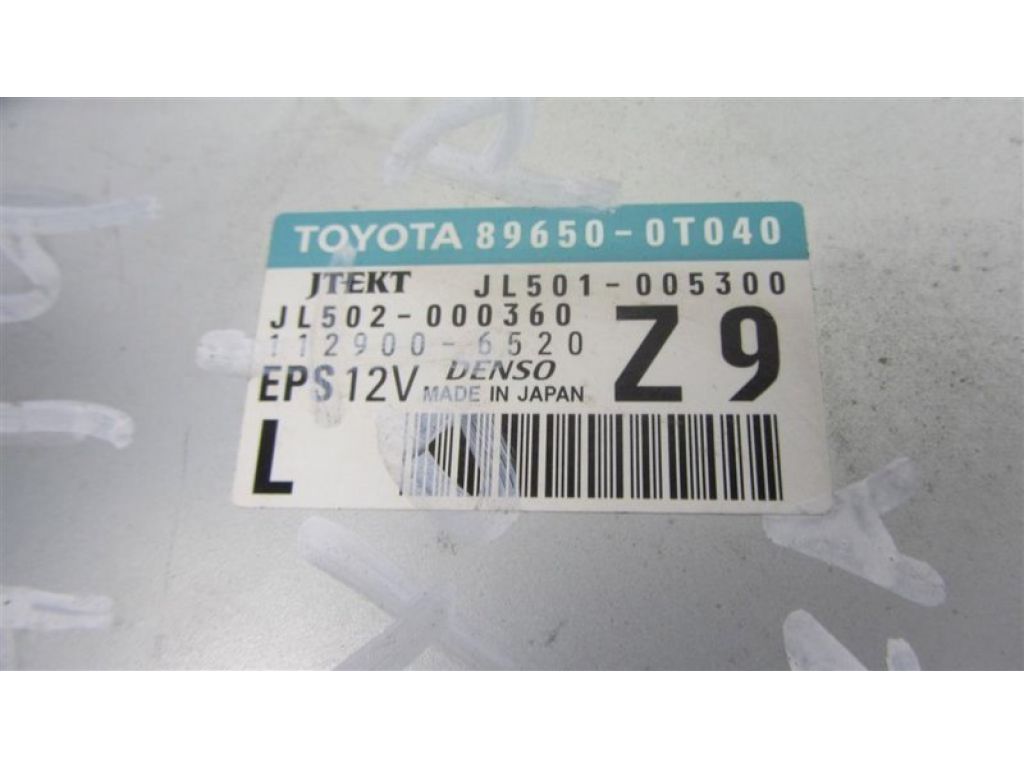 TOYOTA 89650-0T040
JTEKT JL501-005300
JL502-000360
112900-6520
Z9
DENSO
EPS 12V MADE IN JAPAN
L